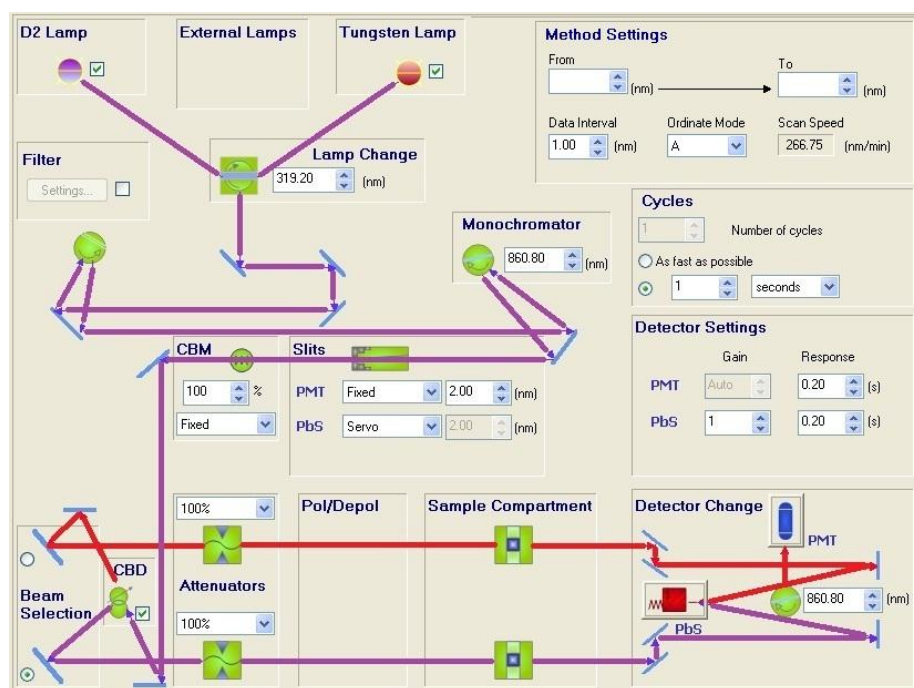 D2 Lamp
External Lamps
Tungsten Lamp
Method Settings
From
To
(nm)
(nm)
Data Interval
Ordinate Mode
Scan Speed
1.00
(nm)
A
266.75
(nm/min)
Filter
Settings...
Lamp Change
319.20
(nm)
Monochromator
860.80
(nm)
Cycles
1
Number of cycles
As fast as possible
1
seconds
CBM
100
%
Fixed
Slits
PMT
Fixed
2.00
(nm)
PbS
Servo
2.00
(nm)
Detector Settings
Gain
Response
PMT
Auto
0.20
(s)
PbS
1
0.20
(s)
100%
Pol/Depol
Sample Compartment
Detector Change
PMT
CBD
Beam
Selection
Attenuators
100%
860.80
(nm)
PbS